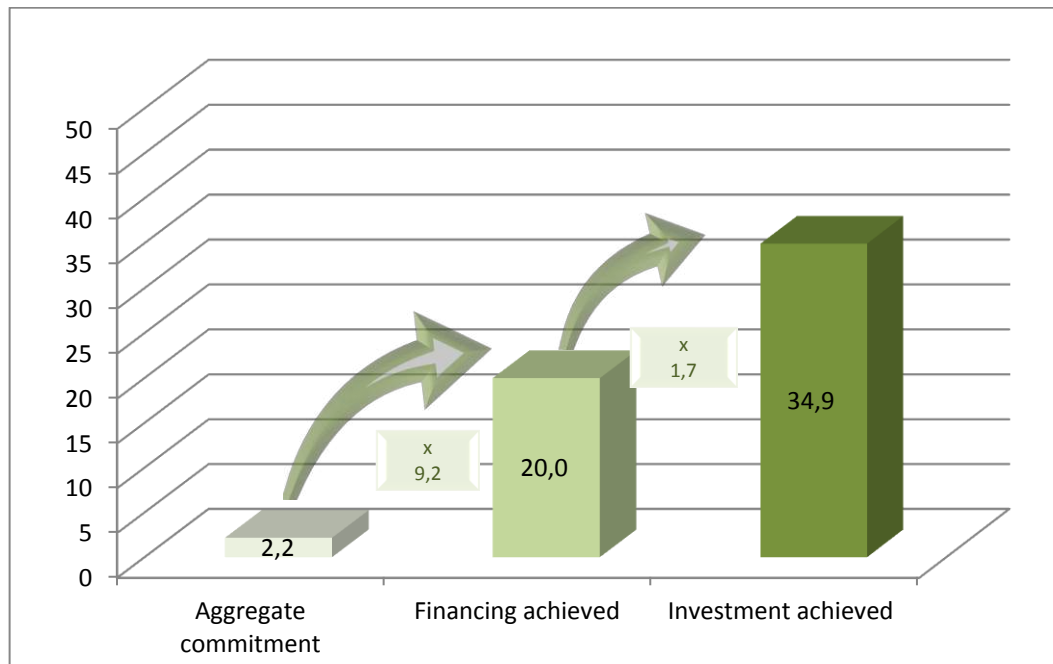 50
45
40
35
30
25
20
15
10
5
0
x
9,2
x
1,7
2,2
20,0
34,9
Aggregate
commitment
Financing achieved
Investment achieved